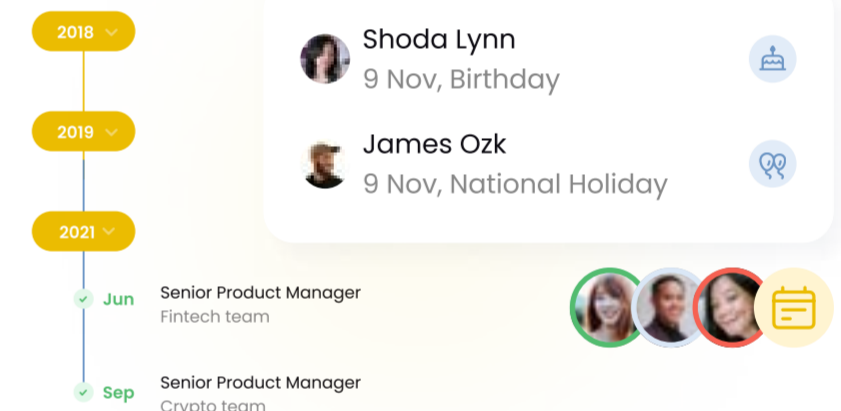 2018
Shoda Lynn
9 Nov, Birthday
2019
James Ozk
9 Nov, National Holiday
2021
Jun
Senior Product Manager
Fintech team
Sep
Senior Product Manager
Crypto team